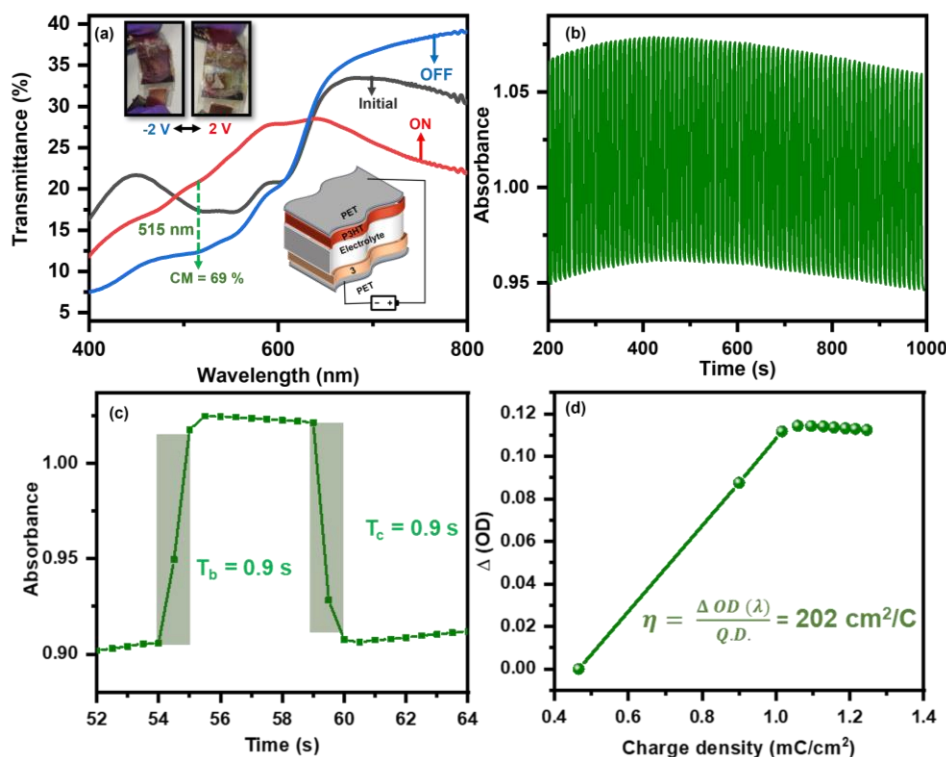 (a)
-2 V
2 V
OFF
Initial
ON
515 nm
CM = 69 %
PET
P3HT
Electrolyte
3
PET
− +
Transmittance (%)
40
35
30
25
20
15
10
5
400
500
600
700
800
Wavelength (nm)
(b)
Absorbance
1.05
1.00
0.95
200
400
600
800
1000
Time (s)
(c)
Absorbance
1.00
0.95
0.90
T_b = 0.9 s
T_c = 0.9 s
52
54
56
58
60
62
64
Time (s)
(d)
Δ (OD)
0.12
0.10
0.08
0.06
0.04
0.02
0.00
η = Δ OD (λ) / Q.D. = 202 cm²/C
0.4
0.6
0.8
1.0
1.2
1.4
Charge density (mC/cm²)